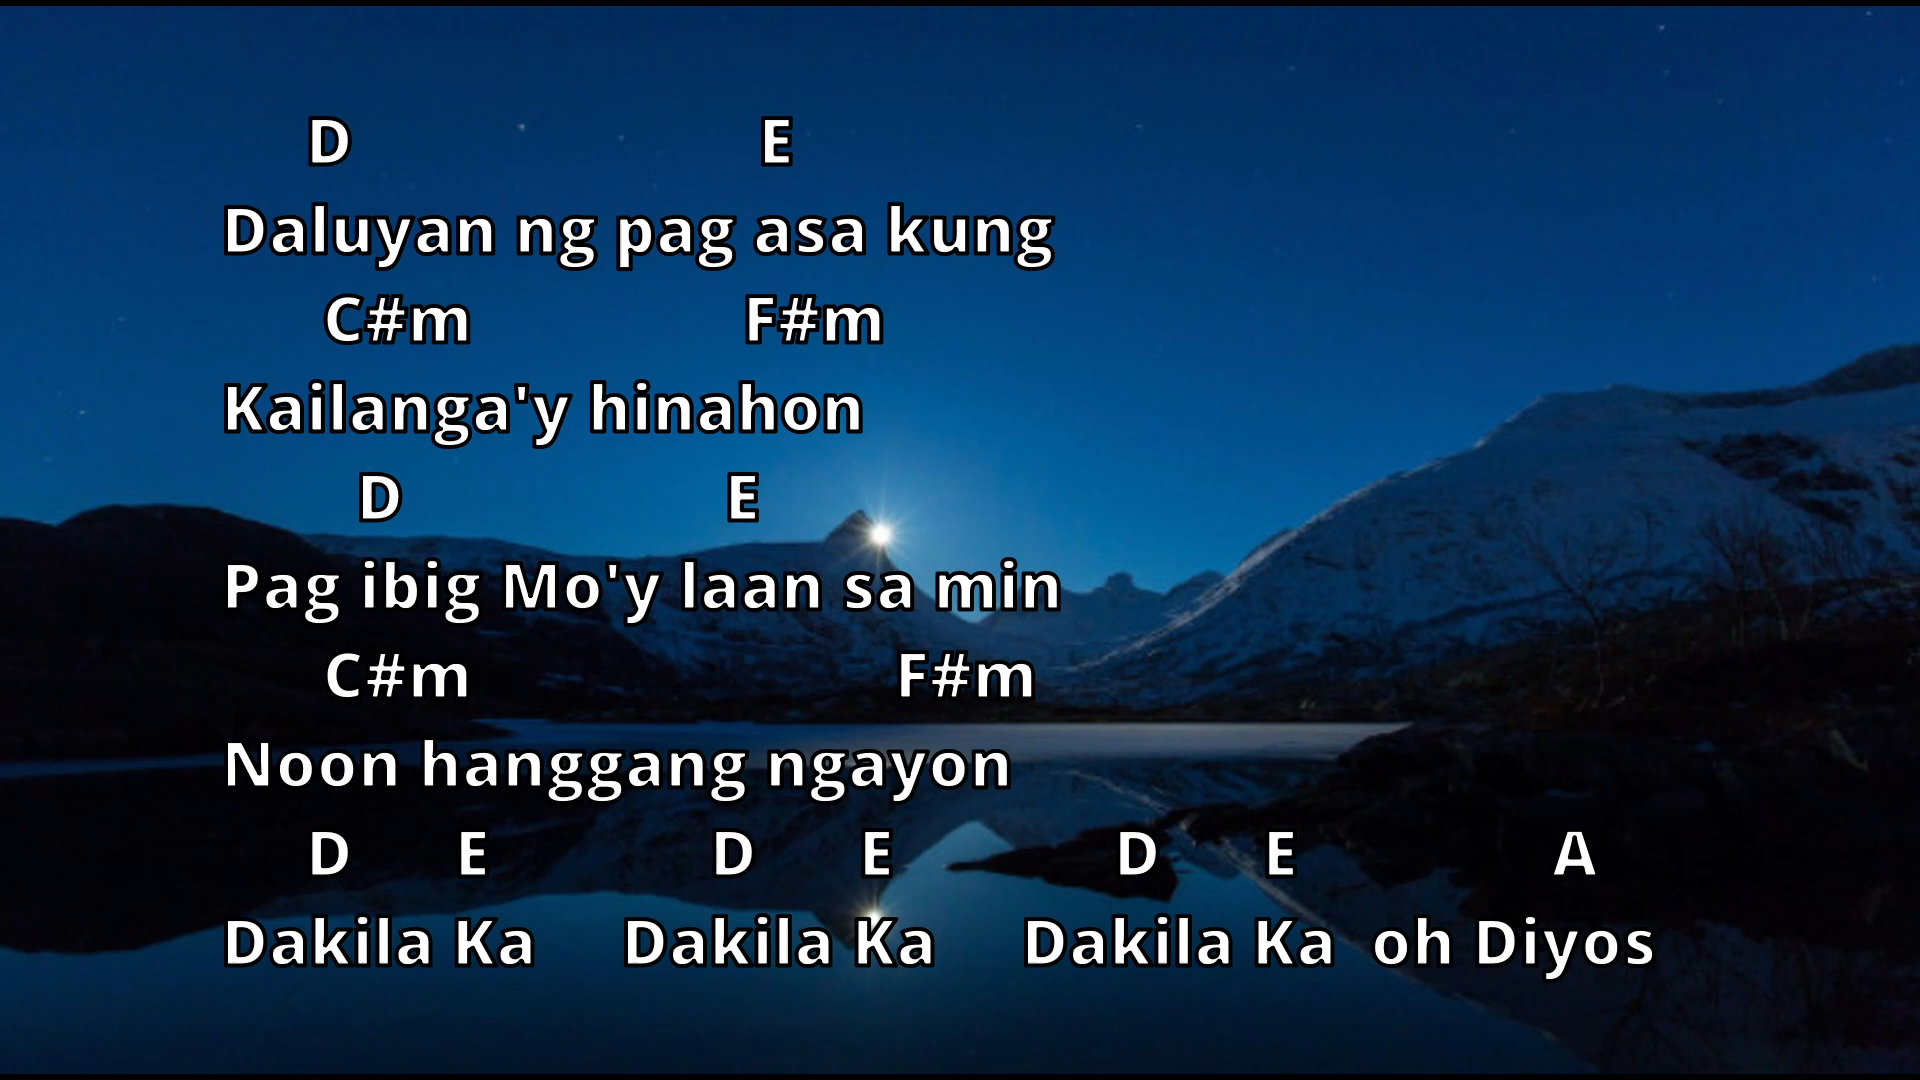 D E
Daluyan ng pag asa kung
C#m F#m
Kailanga'y hinahon
D E
Pag ibig Mo'y laan sa min
C#m F#m
Noon hanggang ngayon
D E D E D E A
Dakila Ka Dakila Ka Dakila Ka oh Diyos